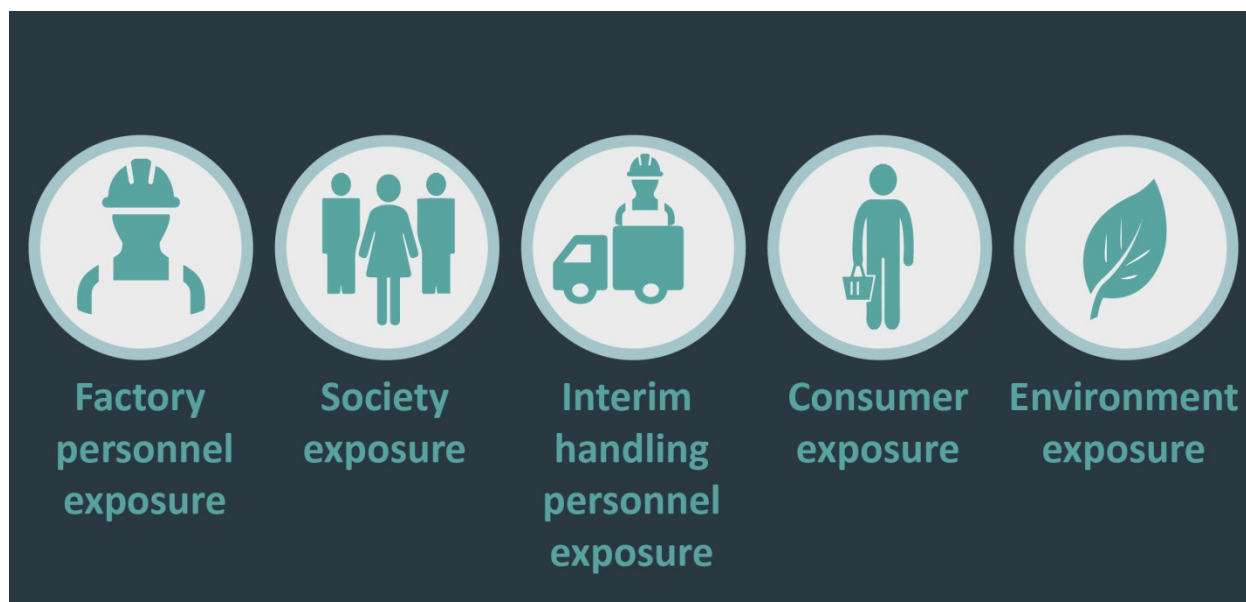 Factory
personnel
exposure
Society
exposure
Interim
handling
personnel
exposure
Consumer
exposure
Environment
exposure